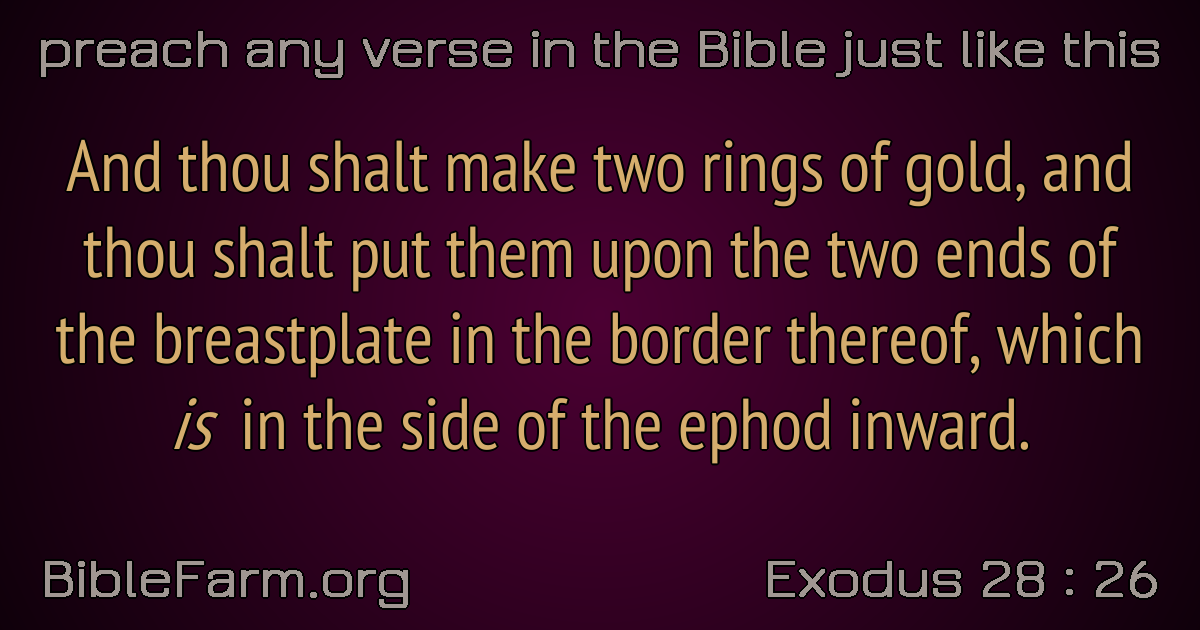 preach any verse in the Bible just like this
And thou shalt make two rings of gold, and
thou shalt put them upon the two ends of
the breastplate in the border thereof, which
is in the side of the ephod inward.
BibleFarm.org
Exodus 28 : 26